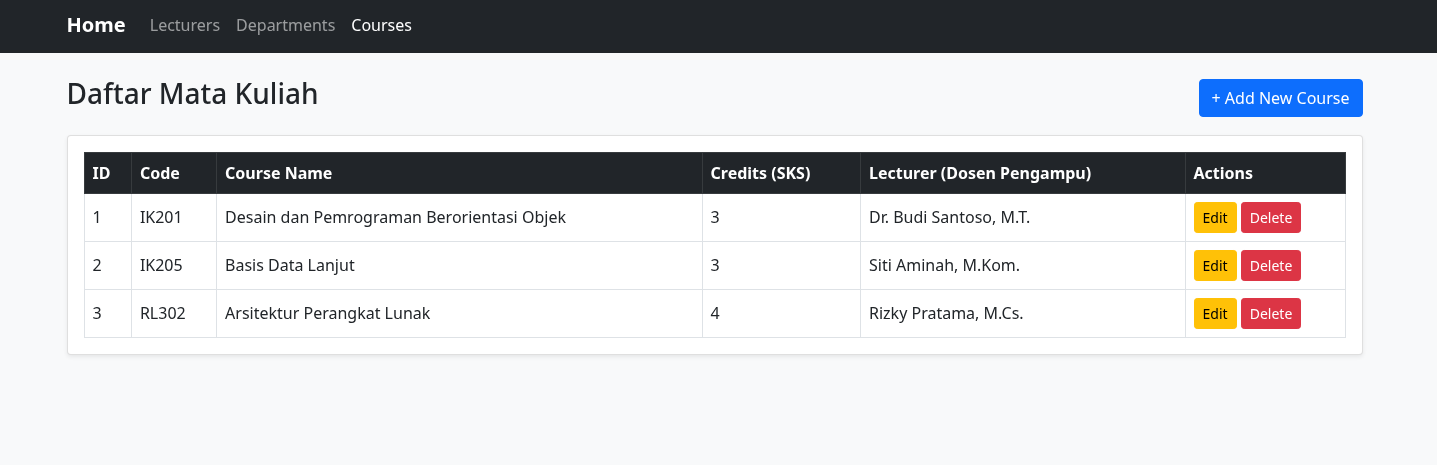 Home Lecturers Departments Courses
Daftar Mata Kuliah
+ Add New Course
ID Code Course Name Credits (SKS) Lecturer (Dosen Pengampu) Actions
1 IK201 Desain dan Pemrograman Berorientasi Objek 3 Dr. Budi Santoso, M.T. Edit Delete
2 IK205 Basis Data Lanjut 3 Siti Aminah, M.Kom. Edit Delete
3 RL302 Arsitektur Perangkat Lunak 4 Rizky Pratama, M.Cs. Edit Delete